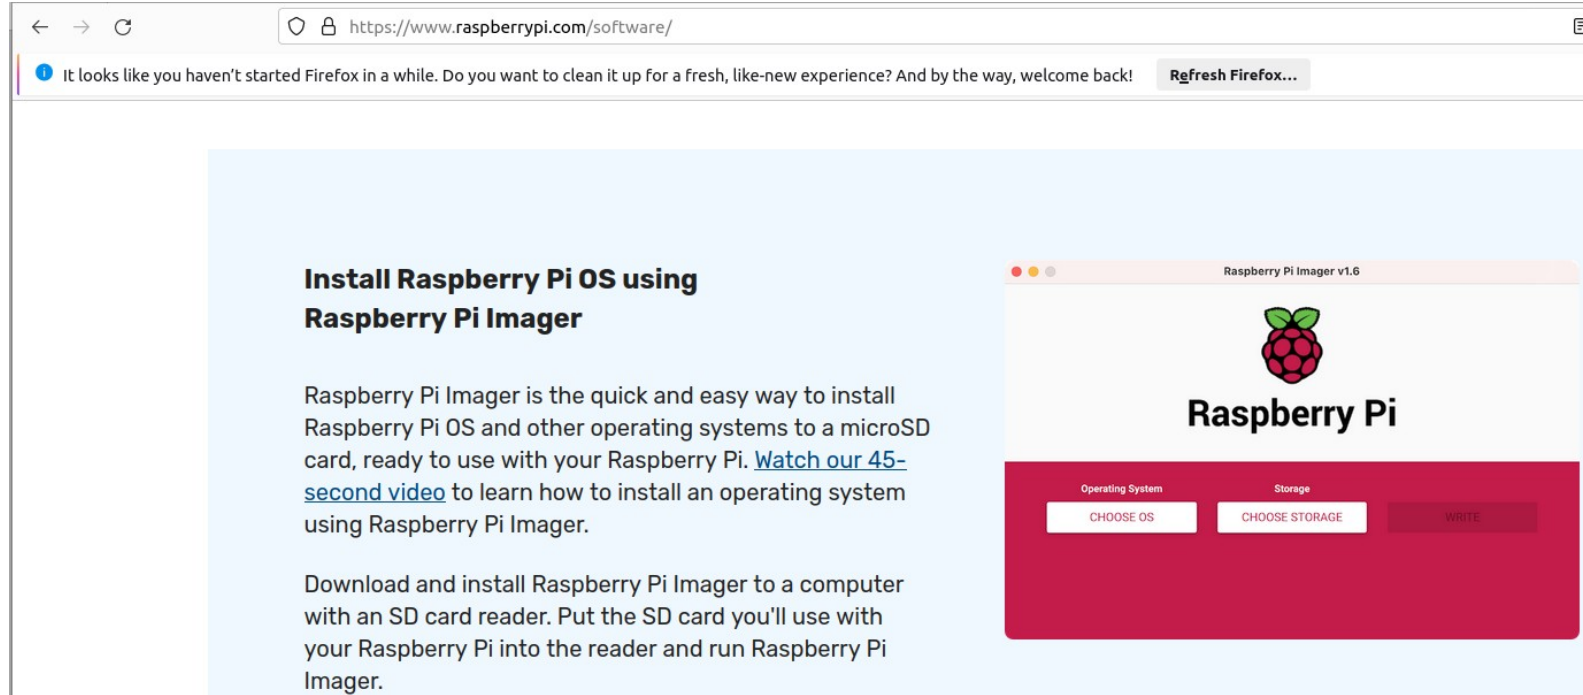 https://www.raspberrypi.com/software/
It looks like you haven’t started Firefox in a while. Do you want to clean it up for a fresh, like-new experience? And by the way, welcome back! Refresh Firefox...
Install Raspberry Pi OS using
Raspberry Pi Imager
Raspberry Pi Imager is the quick and easy way to install
Raspberry Pi OS and other operating systems to a microSD
card, ready to use with your Raspberry Pi. Watch our 45-
second video to learn how to install an operating system
using Raspberry Pi Imager.
Download and install Raspberry Pi Imager to a computer
with an SD card reader. Put the SD card you'll use with
your Raspberry Pi into the reader and run Raspberry Pi
Imager.
Raspberry Pi Imager v1.6
Raspberry Pi
Operating System Storage
CHOOSE OS CHOOSE STORAGE WRITE